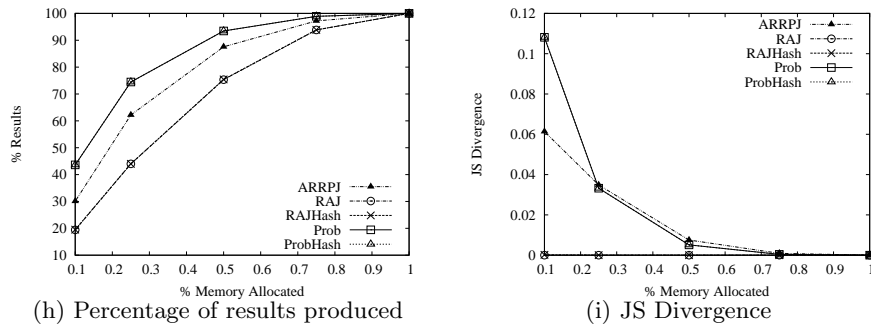 100
90
80
70
60
50
40
30
20
10
% Results
ARRPJ
RAJ
RAJHash
Prob
ProbHash
0.1 0.2 0.3 0.4 0.5 0.6 0.7 0.8 0.9 1
% Memory Allocated
(h) Percentage of results produced
0.12
0.1
0.08
0.06
0.04
0.02
0
JS Divergence
ARRPJ
RAJ
RAJHash
Prob
ProbHash
0.1 0.2 0.3 0.4 0.5 0.6 0.7 0.8 0.9 1
% Memory Allocated
(i) JS Divergence